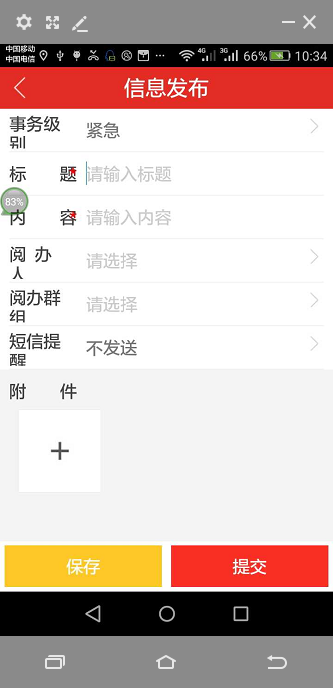 中国移动
中国电信
4G
3G
66%
10:34
信息发布
事务级别
紧急
标 题
请输入标题
83%
内 容
请输入内容
阅 办人
请选择
阅办群组
请选择
短信提醒
不发送
附 件
保存
提交